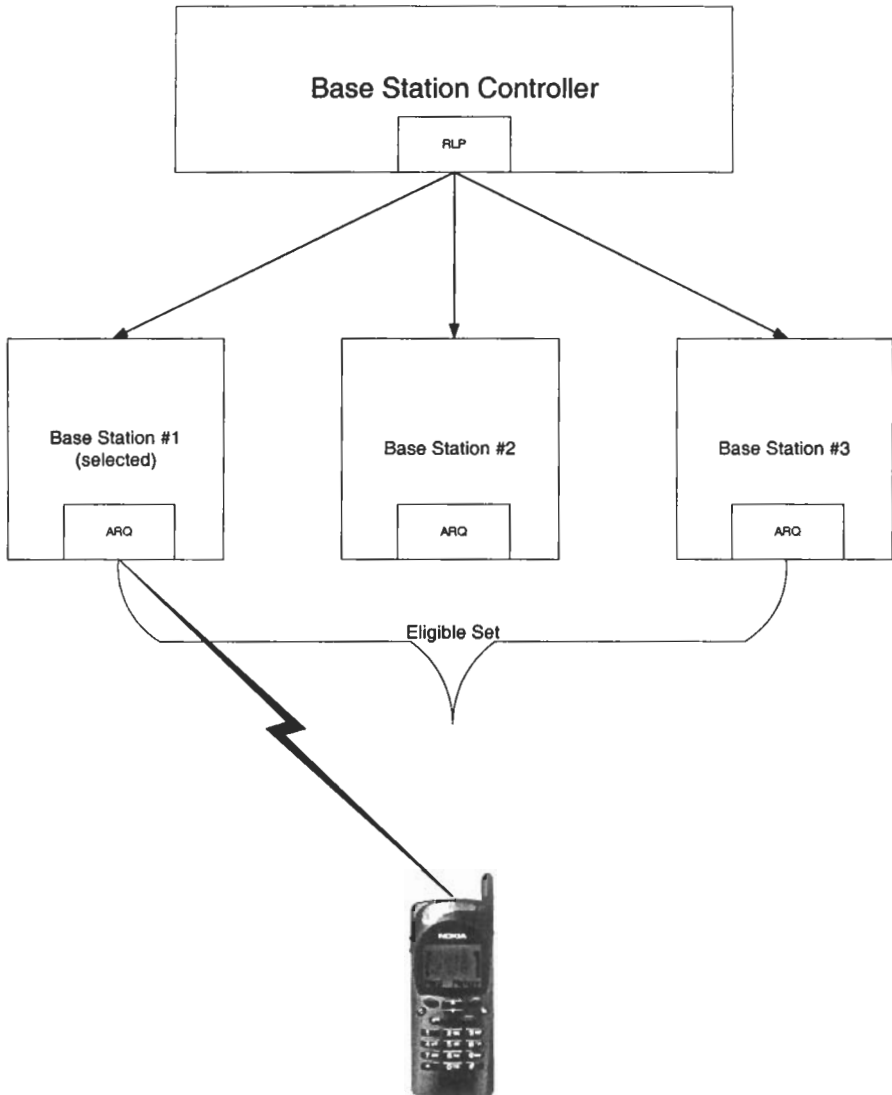 Base Station Controller
RLP
Base Station #1
(selected)
Base Station #2
Base Station #3
ARQ
ARQ
ARQ
Eligible Set
NOKIA